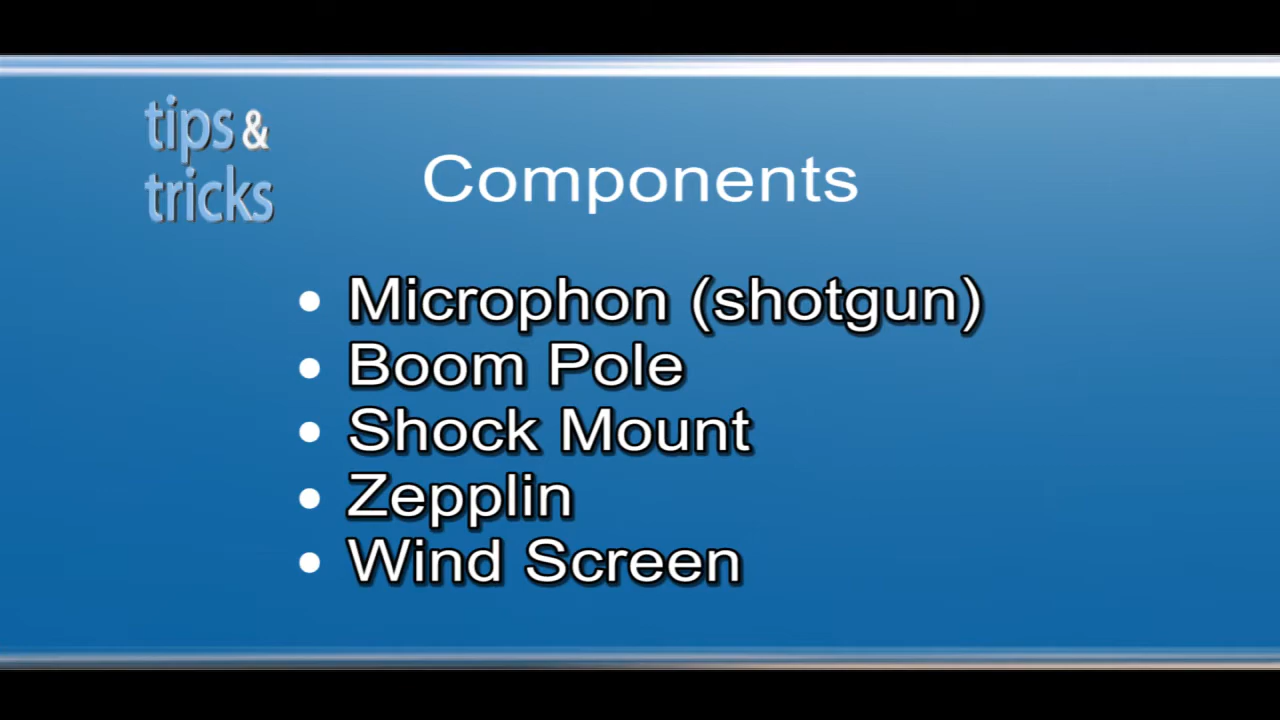 tips &
tricks
Components
• Microphon (shotgun)
• Boom Pole
• Shock Mount
• Zepplin
• Wind Screen